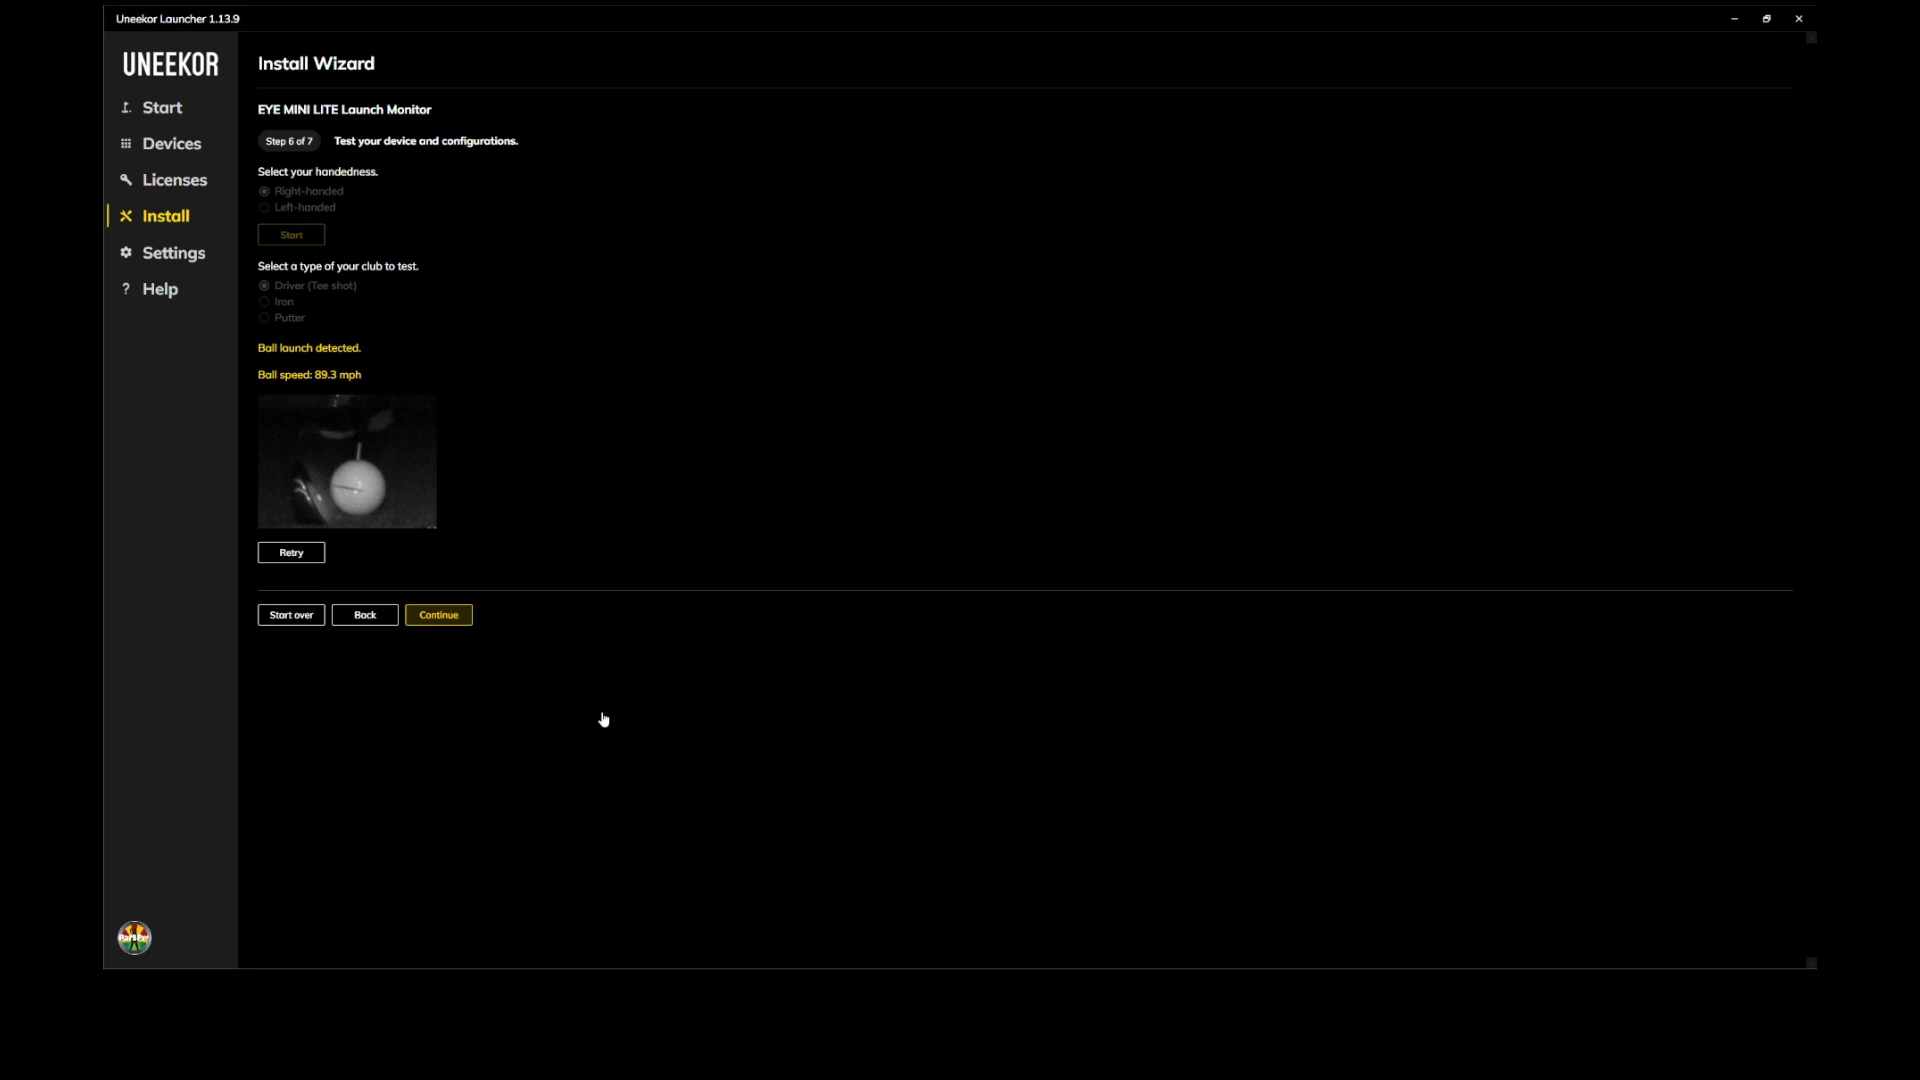 Uneekor Launcher 1.13.9
UNEEKOR
Start
Devices
Licenses
Install
Settings
? Help
Install Wizard
EYE MINI LITE Launch Monitor
Step 6 of 7 Test your device and configurations.
Select your handedness.
Right-handed
Left-handed
Start
Select a type of your club to test.
Driver (Tee shot)
Iron
Putter
Ball launch detected.
Ball speed: 89.3 mph
Retry
Start over Back Continue